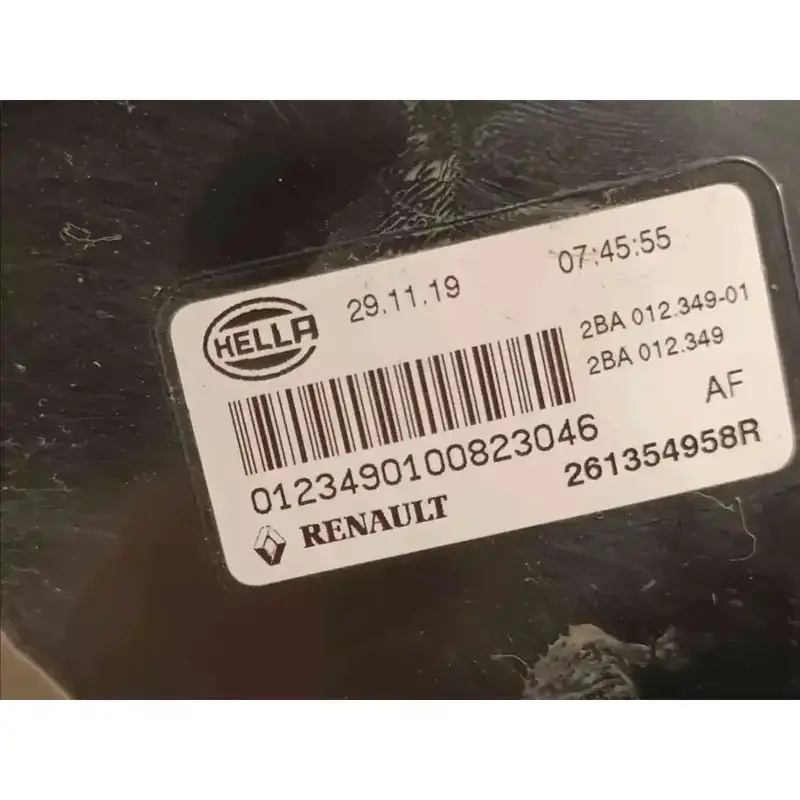 29.11.19 07:45:55
HELLA
2BA 012.349-01
2BA 012.349
AF
0123490100823046
261354958R
RENAULT